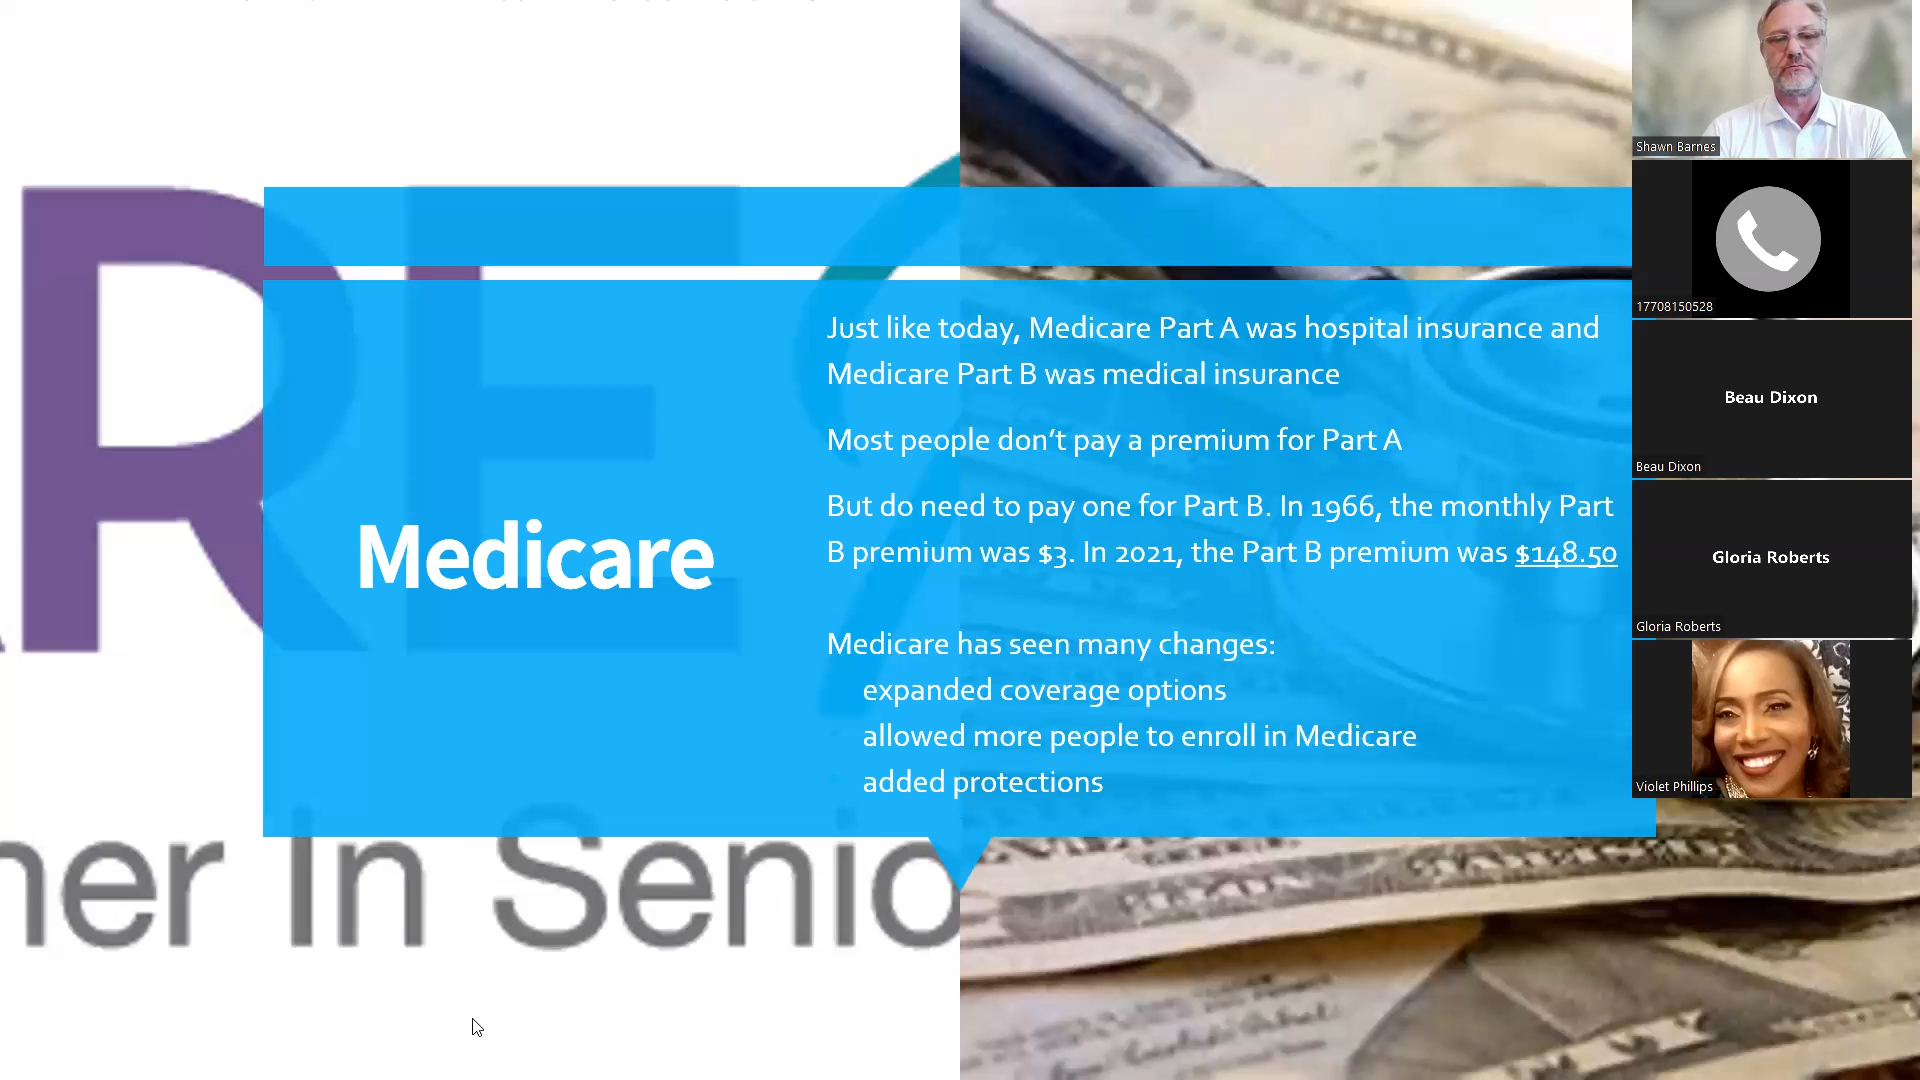 RE
Medicare
Just like today, Medicare Part A was hospital insurance and
Medicare Part B was medical insurance
Most people don’t pay a premium for Part A
But do need to pay one for Part B. In 1966, the monthly Part
B premium was $3. In 2021, the Part B premium was $148.50
Medicare has seen many changes:
expanded coverage options
allowed more people to enroll in Medicare
added protections
ner In Senio
Shawn Barnes
17708150528
Beau Dixon
Beau Dixon
Gloria Roberts
Gloria Roberts
Violet Phillips